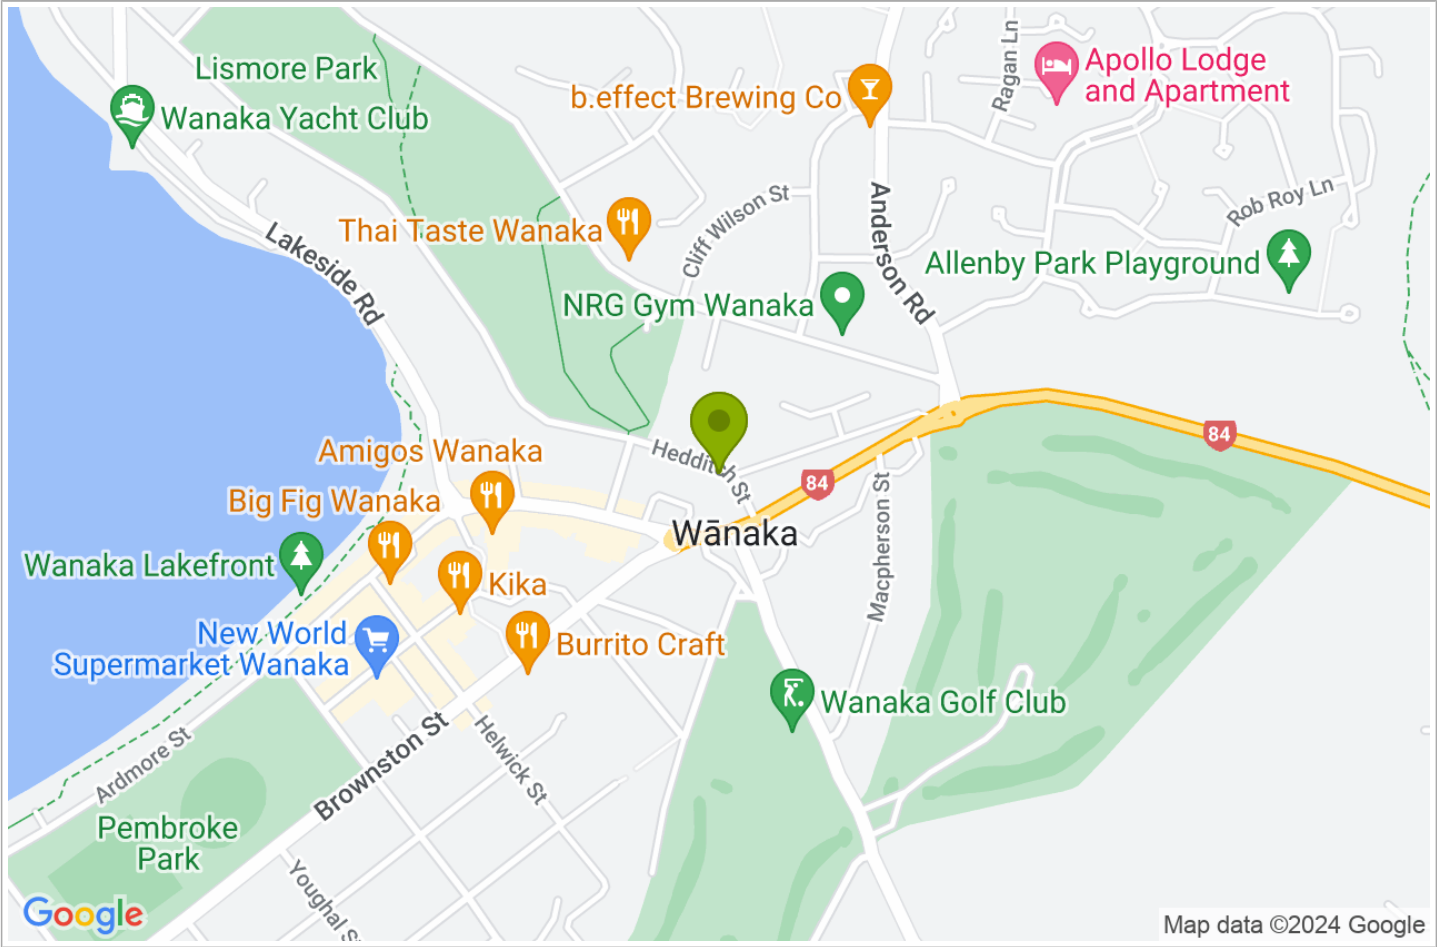 Lismore Park
Wanaka Yacht Club
b.effect Brewing Co
Ragan Ln
Apollo Lodge
and Apartment
Rob Roy Ln
Cliff Wilson St
Anderson Rd
Thai Taste Wanaka
Lakeside Rd
Allenby Park Playground
NRG Gym Wanaka
84
Hedditch St
84
Amigos Wanaka
Big Fig Wanaka
Wānaka
Macpherson St
Wanaka Lakefront
Kika
New World
Supermarket Wanaka
Burrito Craft
Wanaka Golf Club
Ardmore St
Brownston St
Helwick St
Pembroke
Park
Youghal S
Google
Map data ©2024 Google